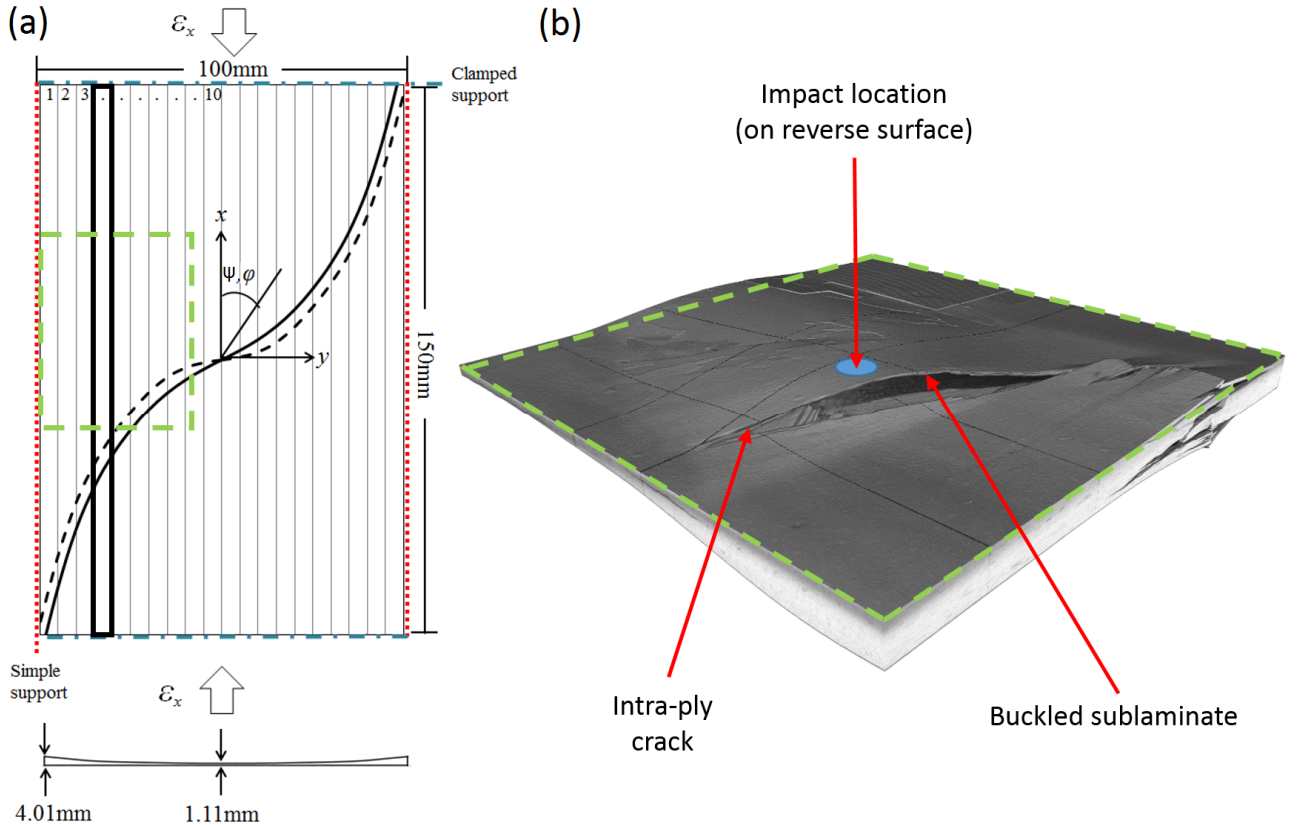 (a)
εx
100mm
Clamped
support
1 2 3 . . . . . . 10
x
Ψ,φ
y
150mm
Simple
support
εx
4.01mm
1.11mm
(b)
Impact location
(on reverse surface)
Intra-ply
crack
Buckled sublaminate